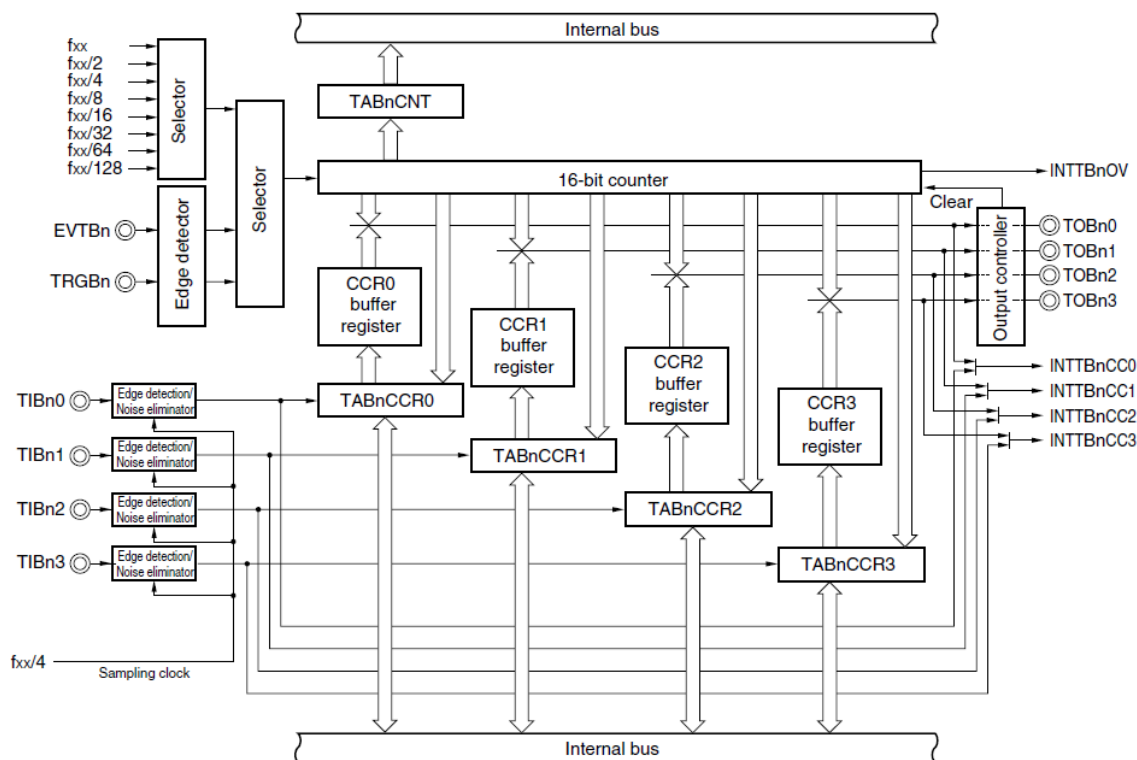 Internal bus
fxx
fxx/2
fxx/4
fxx/8
fxx/16
fxx/32
fxx/64
fxx/128
Selector
Selector
TABnCNT
16-bit counter
INTTBnOV
Clear
EVTBn
TRGBn
Edge detector
Output controller
TOBn0
TOBn1
TOBn2
TOBn3
CCR0
buffer
register
CCR1
buffer
register
CCR2
buffer
register
CCR3
buffer
register
INTTBnCC0
INTTBnCC1
INTTBnCC2
INTTBnCC3
TIBn0
Edge detection/
Noise eliminator
TABnCCR0
TIBn1
Edge detection/
Noise eliminator
TABnCCR1
TIBn2
Edge detection/
Noise eliminator
TABnCCR2
TIBn3
Edge detection/
Noise eliminator
TABnCCR3
fxx/4
Sampling clock
Internal bus